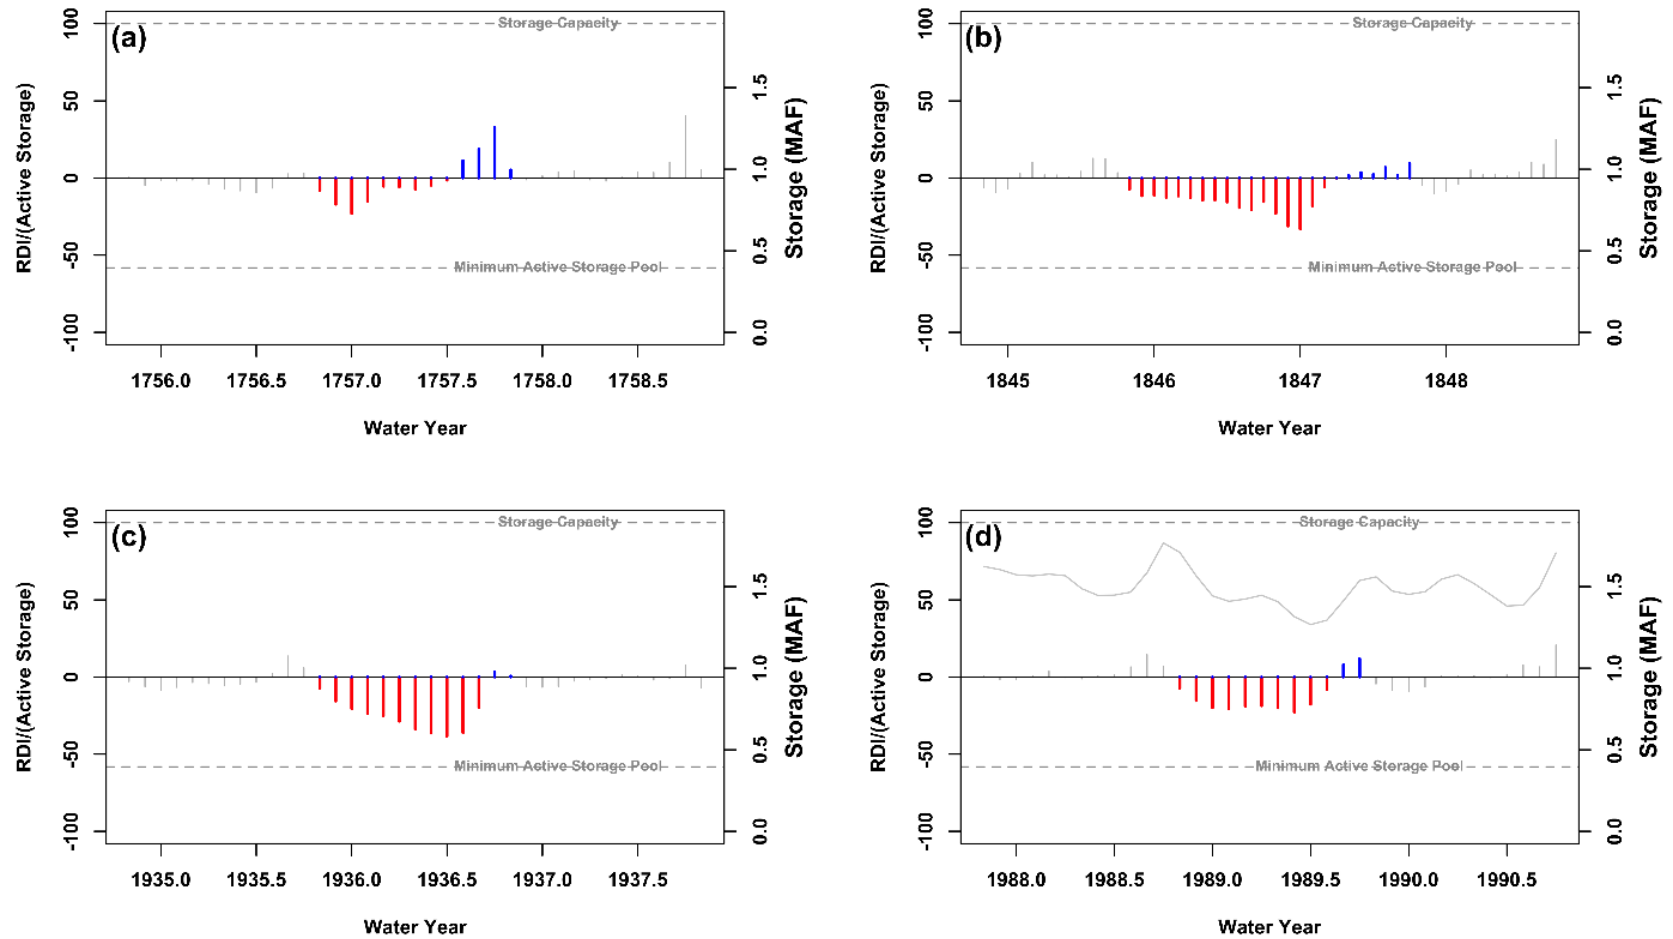 (a)
Storage Capacity
Minimum Active Storage Pool
RDI/(Active Storage)
100
50
0
-50
-100
Storage (MAF)
1.5
1.0
0.5
0.0
1756.0 1756.5 1757.0 1757.5 1758.0 1758.5
Water Year
(b)
Storage Capacity
Minimum Active Storage Pool
RDI/(Active Storage)
100
50
0
-50
-100
Storage (MAF)
1.5
1.0
0.5
0.0
1845 1846 1847 1848
Water Year
(c)
Storage Capacity
Minimum Active Storage Pool
RDI/(Active Storage)
100
50
0
-50
-100
Storage (MAF)
1.5
1.0
0.5
0.0
1935.0 1935.5 1936.0 1936.5 1937.0 1937.5
Water Year
(d)
Storage Capacity
Minimum Active Storage Pool
RDI/(Active Storage)
100
50
0
-50
-100
Storage (MAF)
1.5
1.0
0.5
0.0
1988.0 1988.5 1989.0 1989.5 1990.0 1990.5
Water Year